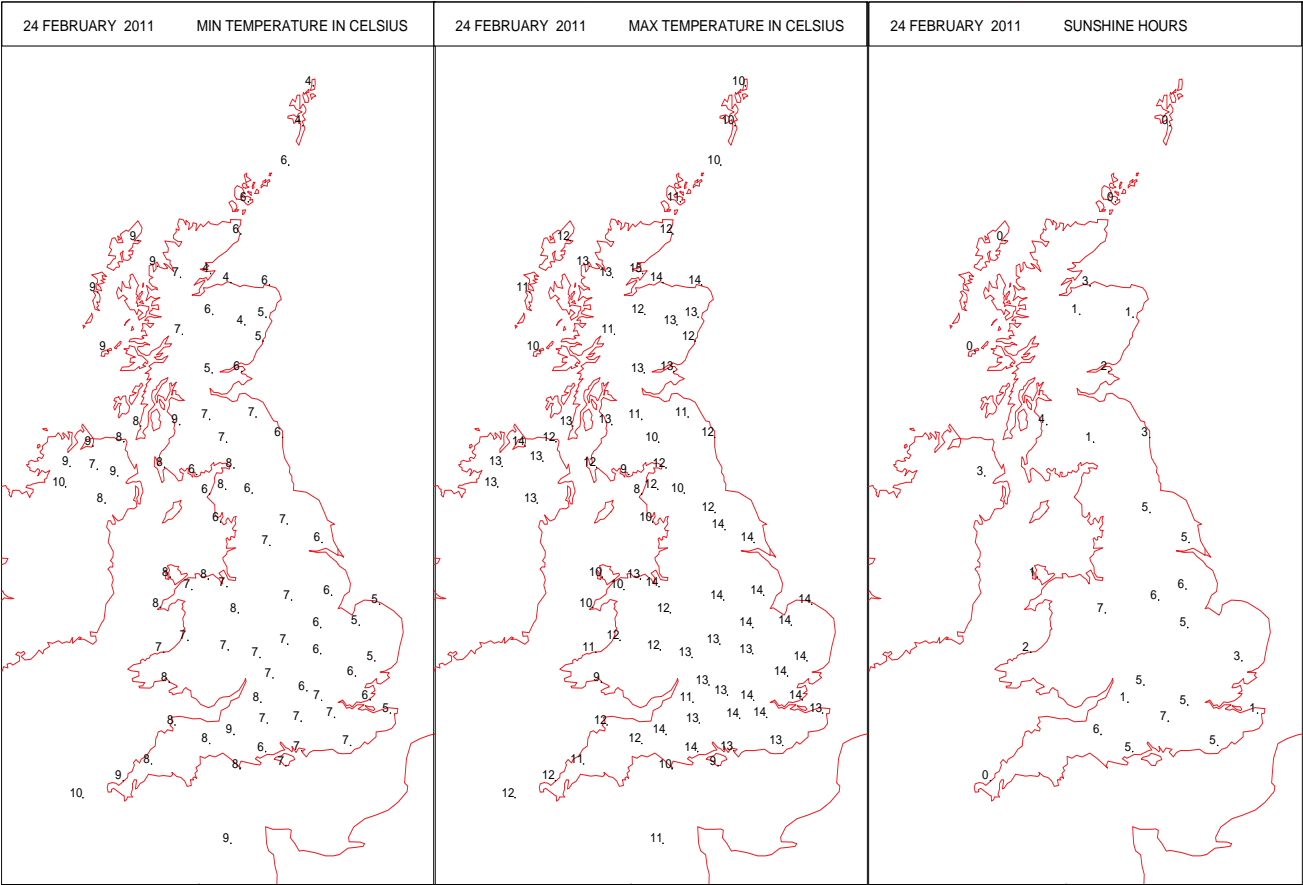 24 FEBRUARY 2011 MIN TEMPERATURE IN CELSIUS
4
4
6
6
6
9
9
7 4 4 6
9
6 5
7 4 5
9
5 6
8 9 7 7
9 8 7 6
9 7 9 8 6 8
10 8 6 8 6
6 7
7 6
8 7 8 7
8 8 7 6 5
6 5
7 7 7 7 7 6
5
8 7 6
8 7 6 5
8 9 7 7 7
8 6 7 7
9 8 8 7
10
9
24 FEBRUARY 2011 MAX TEMPERATURE IN CELSIUS
10
10
10
11
12
12
13 13 15 14 14
11
12 13
11 13 12
10
13 13
13 13 11 11
14 12 10 12
13 13 12 9 12
13 13 8 12 10
10 12 14
14
10 10 13 14
10 12 14 14 14
14 14
11 12 12 13 13 13
14
9 13 14
11 13 14 14
12 14 13 14 14 13
12 14 13 13
12 11 10 9
12
11
24 FEBRUARY 2011 SUNSHINE HOURS
0
0
0
0
3
1 1
0
2
4 1 3
3
5
5
1
7 6 6
5
2 3
5
1 5 1
6 7
5 5
0